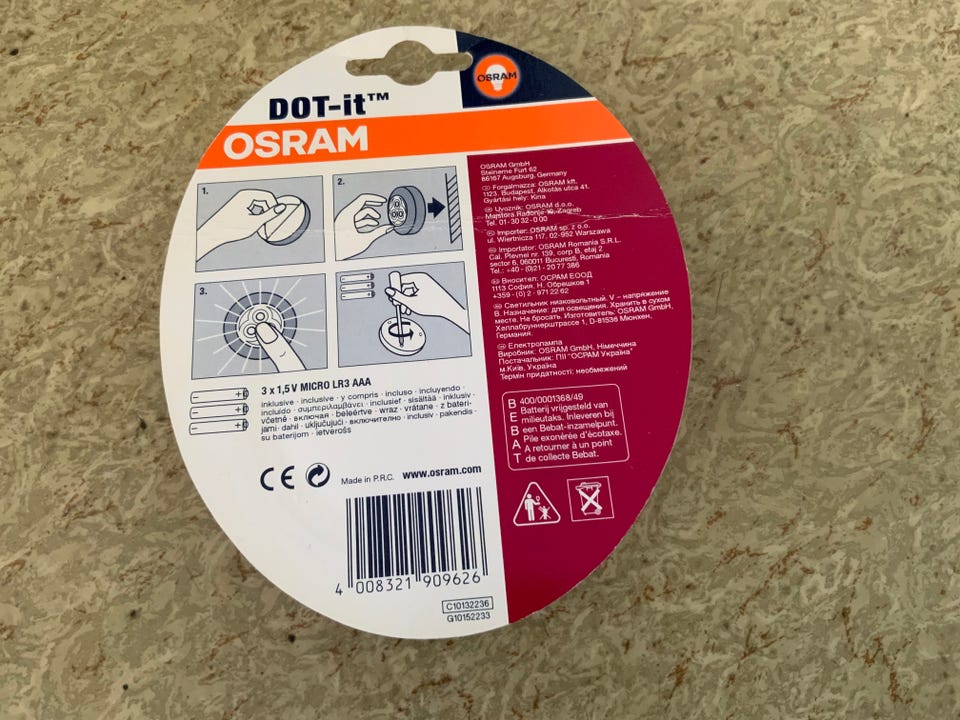 DOT-it™
OSRAM
OSRAM
1.
2.
3.
3 x 1,5 V MICRO LR3 AAA
inklusive · inclusive · y compris · incluso · incluyendo ·
incluído · συμπεριλαμβάνει · inclusief · sisältää · inklusiv ·
včetně · включая · beleértve · wraz · vrátane · z bateri-
jami · dahil · uključujući · включително · inclusiv · pakendis ·
su baterijom · ietverošs
CE
Made in P.R.C. www.osram.com
4 008321 909626
C10132236
G10152233
OSRAM GmbH
Steinerne Furt 62
86167 Augsburg, Germany
Forgalmazza: OSRAM kft.
1123. Budapest, Alkotás utca 41.
Gyártási hely: Kína
Uvoznik: OSRAM d.o.o.
Majstora Radonje 10, Zagreb
Tel. 01- 30 32 - 0 00
Importer: OSRAM sp. z o.o.
ul. Wiertnicza 117, 02-952 Warszawa
Importator: OSRAM Romania S.R.L.
Cal. Plevnei nr. 139, corp B, etaj 2
sector 6, 060011 Bucuresti, Romania
Tel.: +40 - (0)21 - 20 77 386
Вносител: ОСРАМ ЕООД
1113 София, Н. Обрешков 1
+359 - (0) 2 - 971 22 62
Светильник низковольтный. V – напряжение
В. Назначение: для освещения. Хранить в сухом
месте. Не бросать. Изготовитель: OSRAM GmbH,
Хеллабруннерштрассе 1, D-81536 Мюнхен,
Германия.
Електролампа
Виробник: OSRAM GmbH, Німеччина
Постачальник: ПІІ "ОСРАМ Україна"
м.Київ, Україна
Термін придатності: необмежений
BEBAT
400/0001368/49
Batterij vrijgesteld van
milieutaks. Inleveren bij
een Bebat-inzamelpunt.
Pile exonérée d'écotaxe.
A retourner à un point
de collecte Bebat.